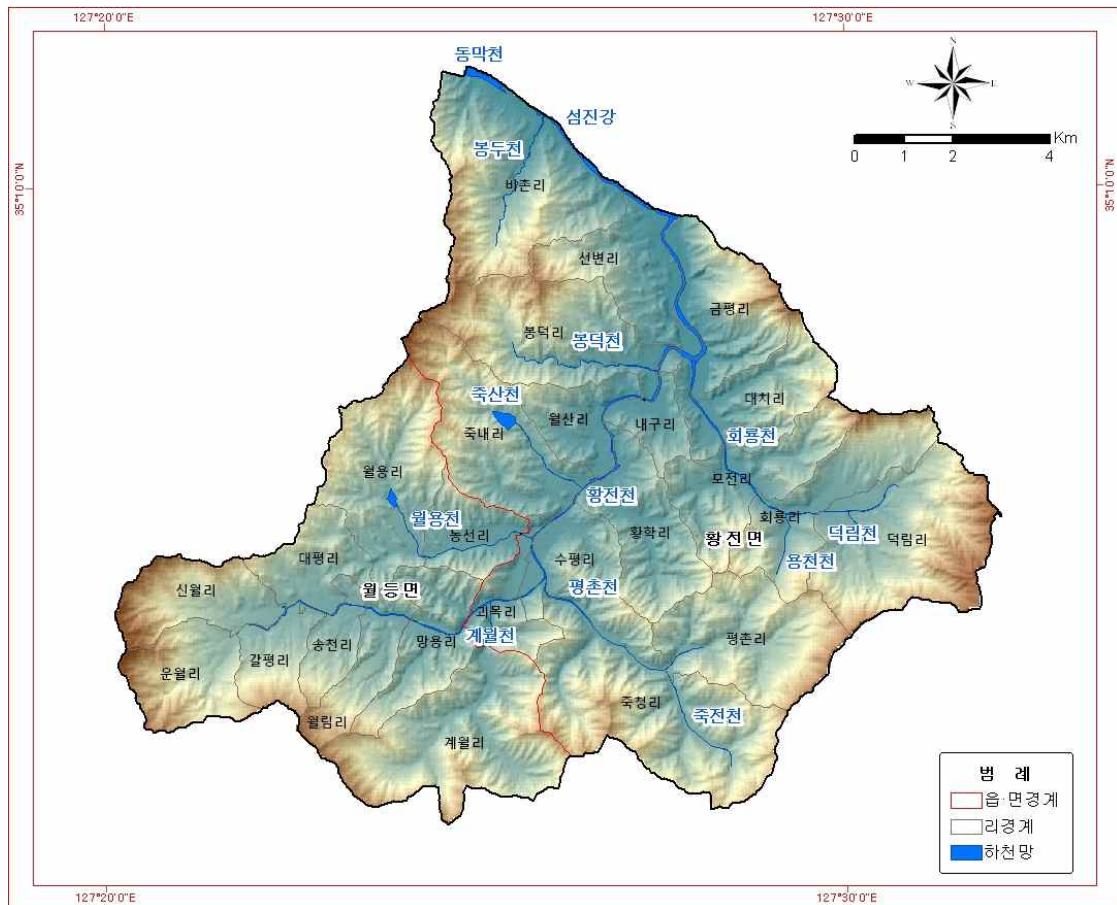 127°20'0"E
127°30'0"E
동막천
N
W
E
S
섬진강
Km
0
1
2
4
봉두천
35°10'0"N
35°10'0"N
비촌리
선변리
금평리
봉덕리
봉덕천
죽산천
대치리
월산리
내구리
죽내리
회룡천
월용리
모전리
황전천
월용천
회룡리
농선리
황학리
황전면
덕림천
덕림리
대평리
수평리
용천천
신월리
월등면
평촌천
과목리
계월천
망용리
평촌리
송천리
갈평리
운월리
죽청리
월림리
죽전천
계월리
범 례
읍·면경계
리경계
하천망
127°20'0"E
127°30'0"E